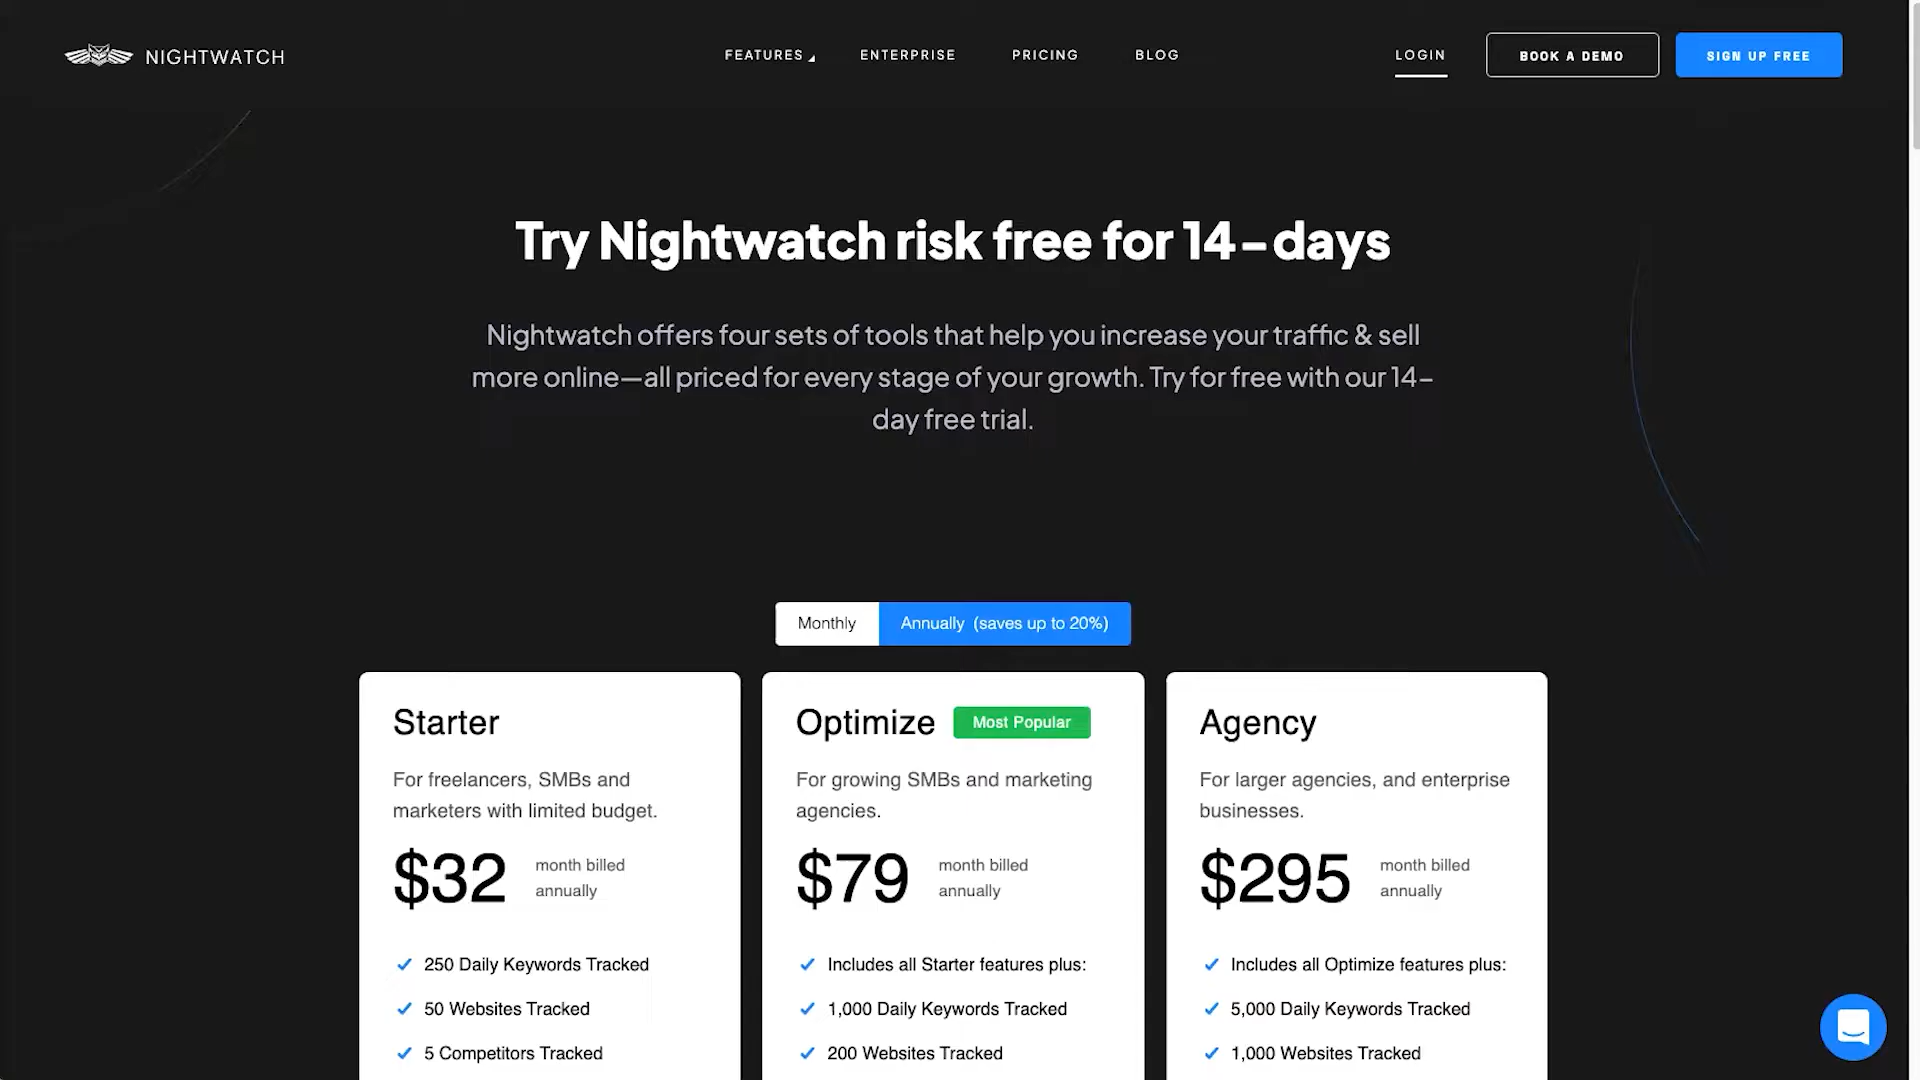 NIGHTWATCH
FEATURES
ENTERPRISE
PRICING
BLOG
LOGIN
BOOK A DEMO
SIGN UP FREE
Try Nightwatch risk free for 14-days
Nightwatch offers four sets of tools that help you increase your traffic & sell
more online—all priced for every stage of your growth. Try for free with our 14-
day free trial.
Monthly
Annually (saves up to 20%)
Starter
For freelancers, SMBs and
marketers with limited budget.
$32
month billed
annually
250 Daily Keywords Tracked
50 Websites Tracked
5 Competitors Tracked
Optimize
Most Popular
For growing SMBs and marketing
agencies.
$79
month billed
annually
Includes all Starter features plus:
1,000 Daily Keywords Tracked
200 Websites Tracked
Agency
For larger agencies, and enterprise
businesses.
$295
month billed
annually
Includes all Optimize features plus:
5,000 Daily Keywords Tracked
1,000 Websites Tracked